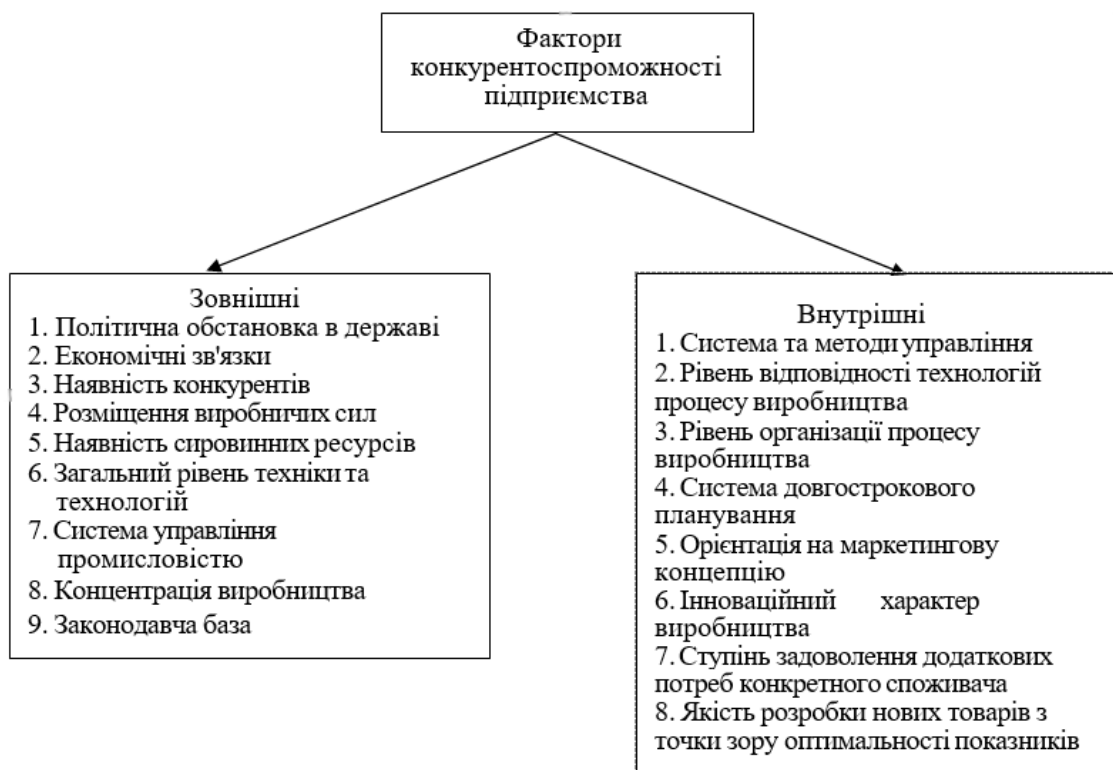 Фактори
конкурентоспроможності
підприємства
Зовнішні
1. Політична обстановка в державі
2. Економічні зв'язки
3. Наявність конкурентів
4. Розміщення виробничих сил
5. Наявність сировинних ресурсів
6. Загальний рівень техніки та
технологій
7. Система управління
промисловістю
8. Концентрація виробництва
9. Законодавча база
Внутрішні
1. Система та методи управління
2. Рівень відповідності технологій
процесу виробництва
3. Рівень організації процесу
виробництва
4. Система довгострокового
планування
5. Орієнтація на маркетингову
концепцію
6. Інноваційний характер
виробництва
7. Ступінь задоволення додаткових
потреб конкретного споживача
8. Якість розробки нових товарів з
точки зору оптимальності показників